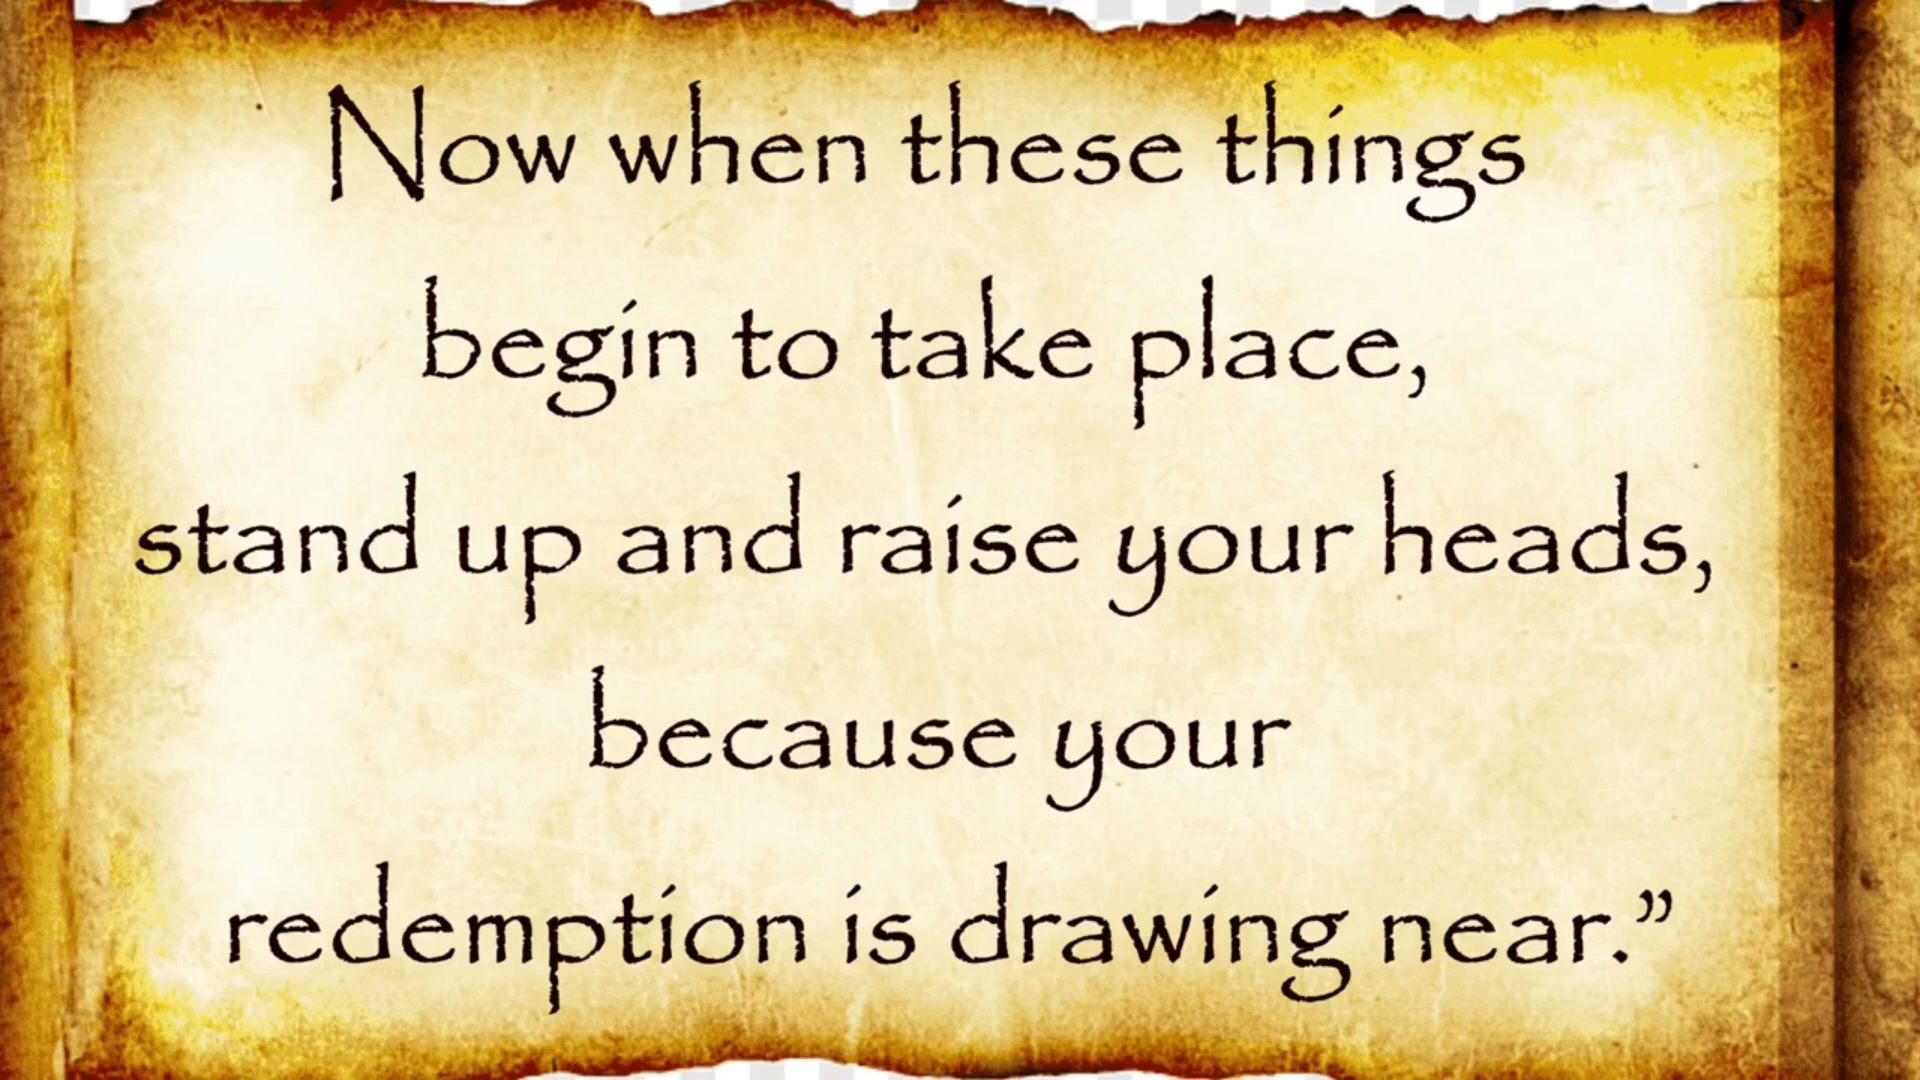 Now when these things
begin to take place,
stand up and raise your heads,
because your
redemption is drawing near.”